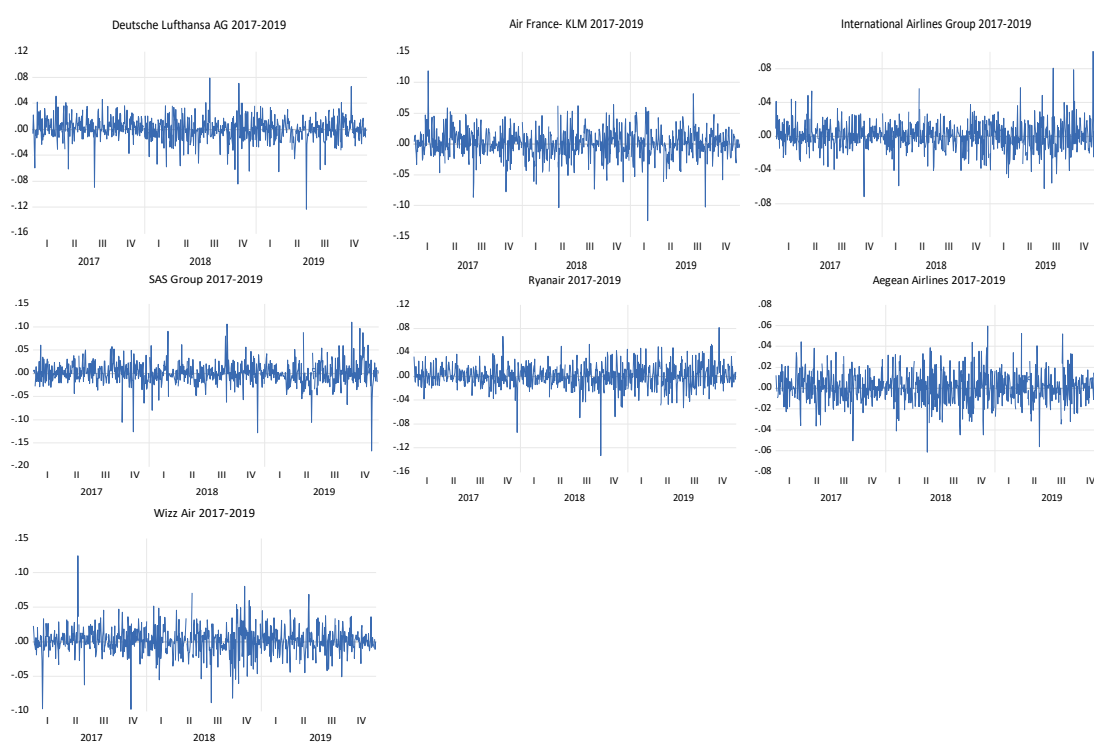 Deutsche Lufthansa AG 2017-2019
.12
.08
.04
.00
-.04
-.08
-.12
-.16
I II III IV I II III IV I II III IV
2017 2018 2019
Air France- KLM 2017-2019
.15
.10
.05
.00
-.05
-.10
-.15
I II III IV I II III IV I II III IV
2017 2018 2019
International Airlines Group 2017-2019
.08
.04
.00
-.04
-.08
I II III IV I II III IV I II III IV
2017 2018 2019
SAS Group 2017-2019
.15
.10
.05
.00
-.05
-.10
-.15
-.20
I II III IV I II III IV I II III IV
2017 2018 2019
Ryanair 2017-2019
.12
.08
.04
.00
-.04
-.08
-.12
-.16
I II III IV I II III IV I II III IV
2017 2018 2019
Aegean Airlines 2017-2019
.08
.06
.04
.02
.00
-.02
-.04
-.06
-.08
I II III IV I II III IV I II III IV
2017 2018 2019
Wizz Air 2017-2019
.15
.10
.05
.00
-.05
-.10
I II III IV I II III IV I II III IV
2017 2018 2019